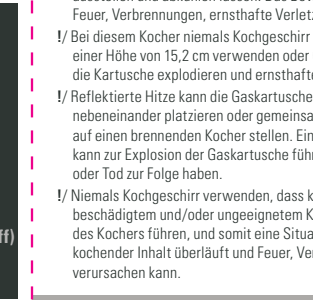 Feuer, Verbrennungen, ernsthafte Verletz
!/ Bei diesem Kocher niemals Kochgeschirr
einer Höhe von 15,2 cm verwenden oder
die Kartusche explodieren und ernsthafte
!/ Reflektierte Hitze kann die Gaskartusche
nebeneinander platzieren oder gemeinsa
auf einen brennenden Kocher stellen. Ein
kann zur Explosion der Gaskartusche führ
oder Tod zur Folge haben.
!/ Niemals Kochgeschirr verwenden, dass k
beschädigtem und/oder ungeeignetem K
des Kochers führen, und somit eine Situa
kochender Inhalt überläuft und Feuer, Ver
verursachen kann.
ff)